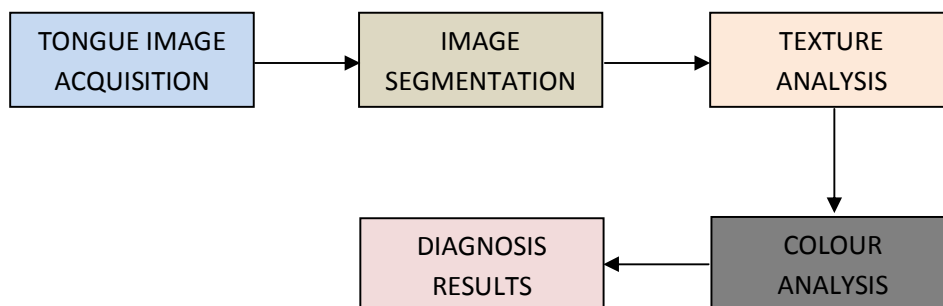 TONGUE IMAGE
ACQUISITION
IMAGE
SEGMENTATION
TEXTURE
ANALYSIS
COLOUR
ANALYSIS
DIAGNOSIS
RESULTS